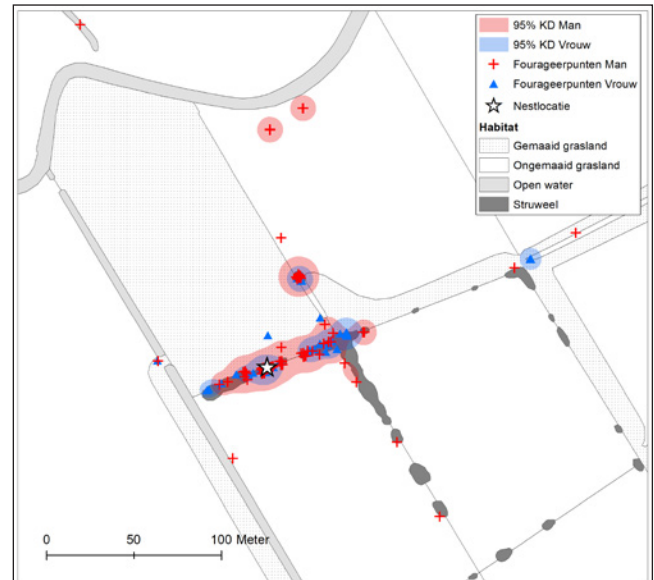 95% KD Man
95% KD Vrouw
Fourageerpunten Man
Fourageerpunten Vrouw
Nestlocatie
Habitat
Gemaaid grasland
Ongemaaid grasland
Open water
Struweel
0 50 100 Meter